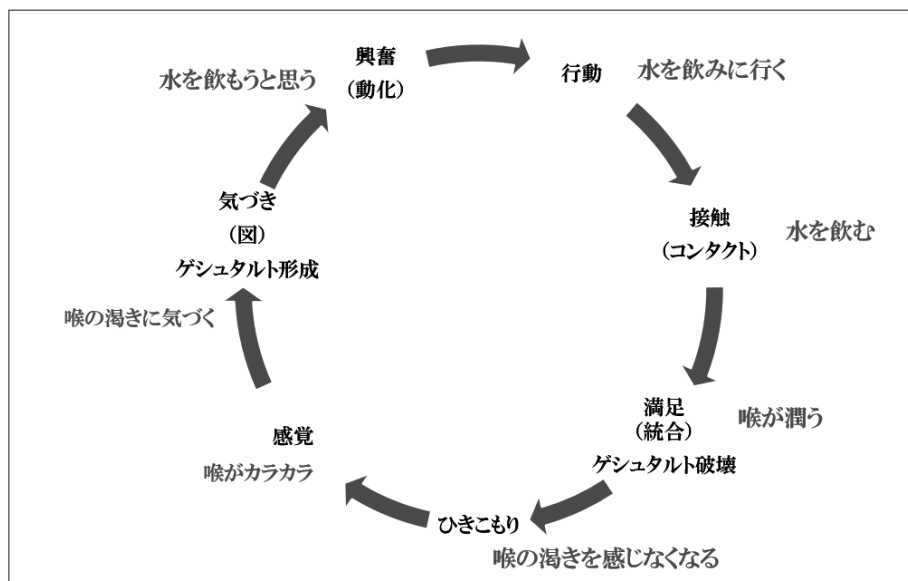 興奮
（動化）
水を飲もうと思う
行動
水を飲みに行く
接触
（コンタクト）
水を飲む
満足
（統合）
ゲシュタルト破壊
喉が潤う
ひきこもり
喉の渇きを感じなくなる
感覚
喉がカラカラ
気づき
（図）
ゲシュタルト形成
喉の渇きに気づく